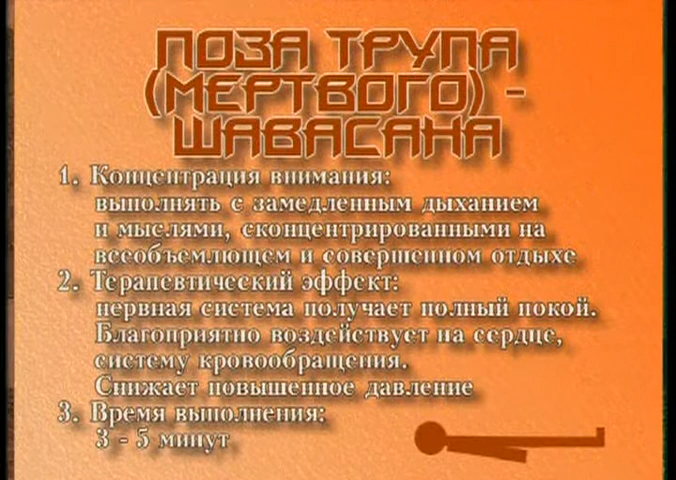 ПОЗА ТРУПА
(МЕРТВОГО) -
ШАВАСАНА
1. Концентрация внимания:
выполнять с замедленным дыханием
и мыслями, сконцентрированными на
всеобъемлющем и совершенном отдыхе
2. Терапевтический эффект:
нервная система получает полный покой.
Благоприятно воздействует на сердце,
систему кровообращения.
Снижает повышенное давление
3. Время выполнения:
3 - 5 минут